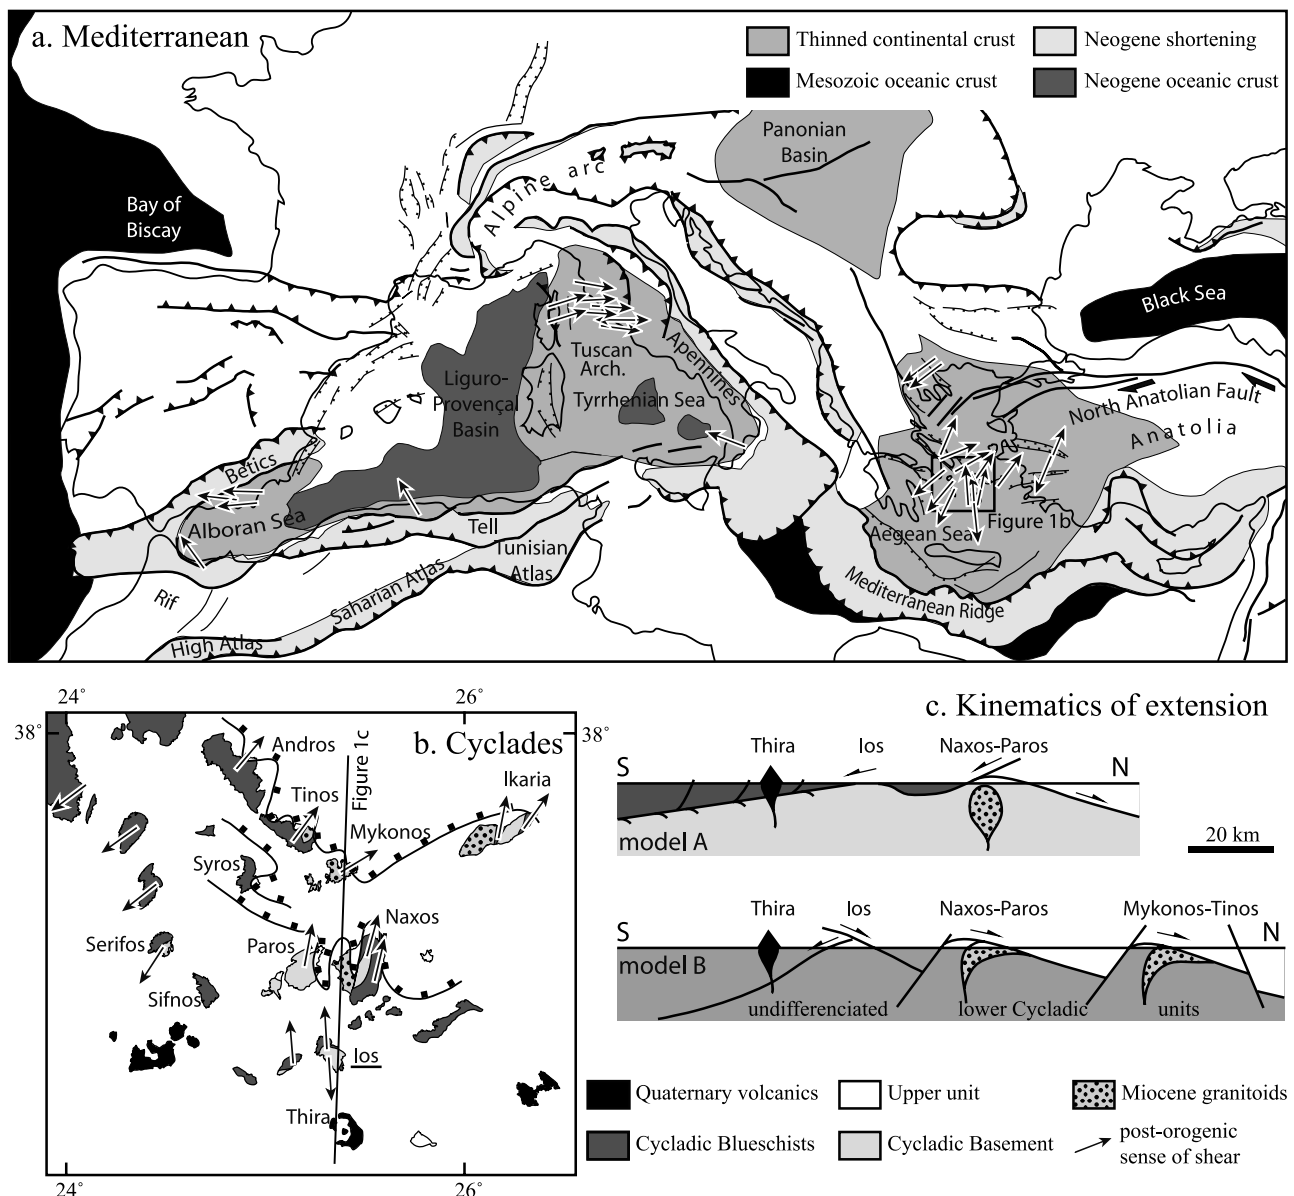 a. Mediterranean
Thinned continental crust
Neogene shortening
Mesozoic oceanic crust
Neogene oceanic crust
Panonian
Basin
Alpine arc
Bay of
Biscay
Black Sea
Tuscan
Arch.
Apennines
Liguro-
Provençal
Basin
Tyrrhenian Sea
North Anatolian Fault
Anatolia
Betics
Alboran Sea
Figure 1b
Aegean Sea
Tell
Tunisian
Atlas
Saharian Atlas
Mediterranean Ridge
Rif
High Atlas
24°
26°
38°
38°
b. Cyclades
Figure 1c
Andros
Ikaria
Tinos
Mykonos
Syros
Naxos
Serifos
Paros
Sifnos
Ios
Thira
24°
26°
c. Kinematics of extension
Thira
Ios
Naxos-Paros
S
N
model A
20 km
Thira
Ios
Naxos-Paros
Mykonos-Tinos
S
N
model B
undifferenciated
lower Cycladic
units
Quaternary volcanics
Upper unit
Miocene granitoids
Cycladic Blueschists
Cycladic Basement
post-orogenic
sense of shear